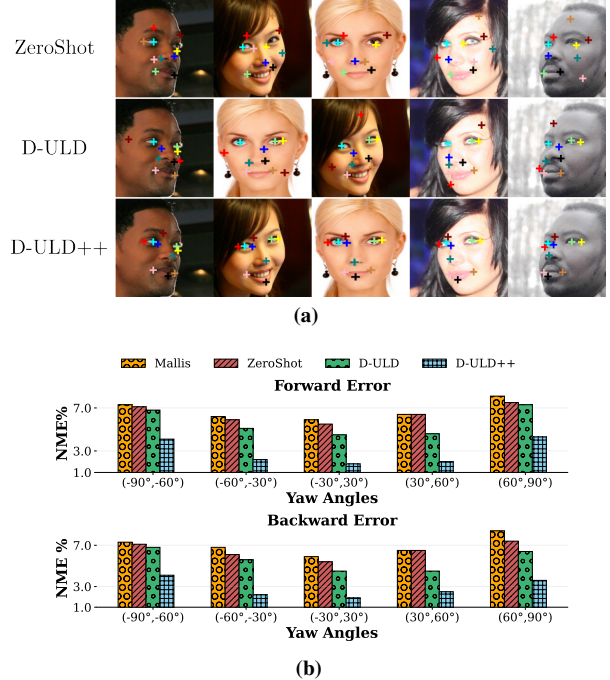 ZeroShot
D-ULD
D-ULD++
(a)
Mallis ZeroShot D-ULD D-ULD++
Forward Error
NME%
7.0
3.0
1.0
(-90°,-60°) (-60°,-30°) (-30°,30°) (30°,60°) (60°,90°)
Yaw Angles
Backward Error
NME %
7.0
3.0
1.0
(-90°,-60°) (-60°,-30°) (-30°,30°) (30°,60°) (60°,90°)
Yaw Angles
(b)